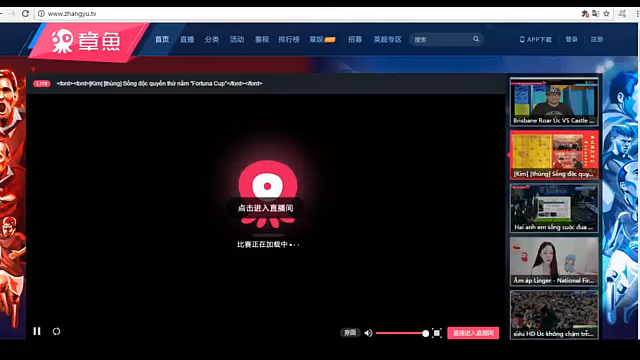 www.zhangyu.tv
章魚
首页 直播 分类 活动 赛程 排行榜 章娱 招募 英超专区 搜索 APP下载 登录 注册
LIVE <font><font>[Kim] [thùng] Sống độc quyền thứ năm "Fortuna Cup"</font></font>
Brisbane Roar Úc VS Castle ...
[Kim] [thùng] Sống độc quy...
Hai anh em sống cuộc đua ...
Ấm áp Linger - National Fir...
siêu HD Úc không chậm trễ...
点击进入直播间
比赛正在加载中•••
原画 直接进入直播间